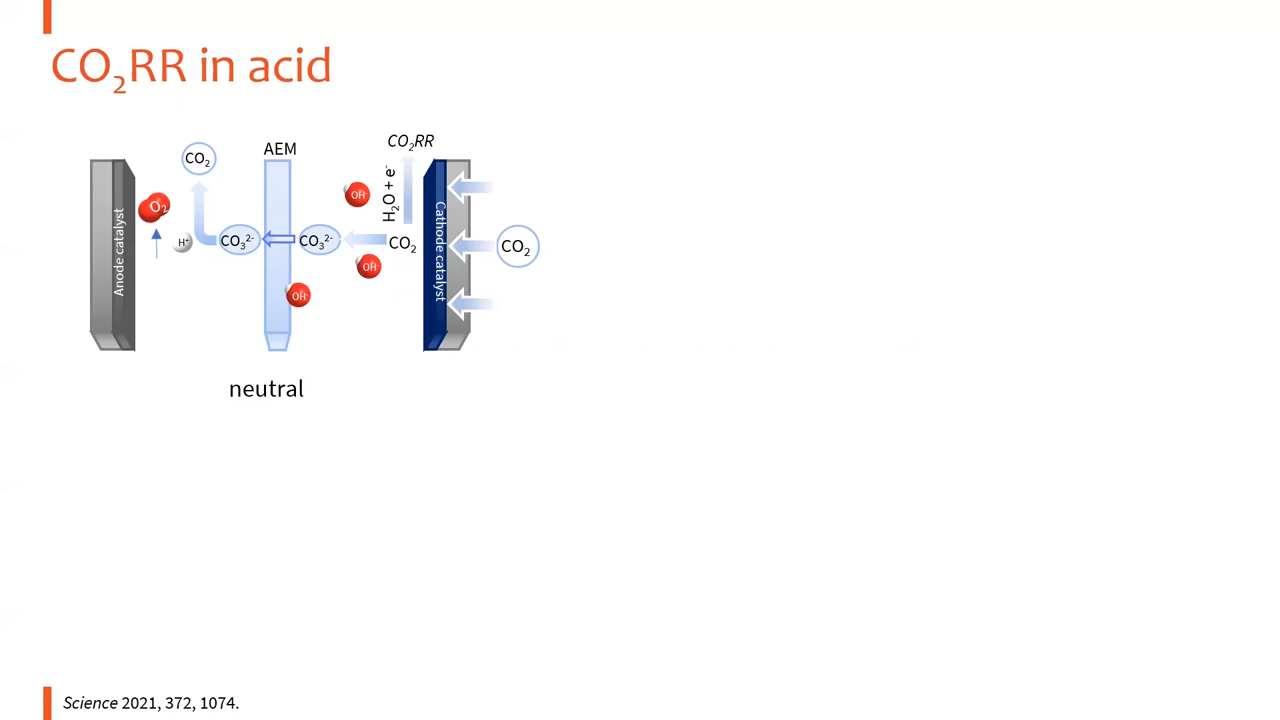 CO₂RR in acid
CO₂RR
AEM
CO₂
H₂O + e⁻
OH⁻
O₂
Anode catalyst
Cathode catalyst
H⁺
CO₃²⁻
CO₃²⁻
CO₂
CO₂
OH⁻
OH⁻
neutral
Science 2021, 372, 1074.